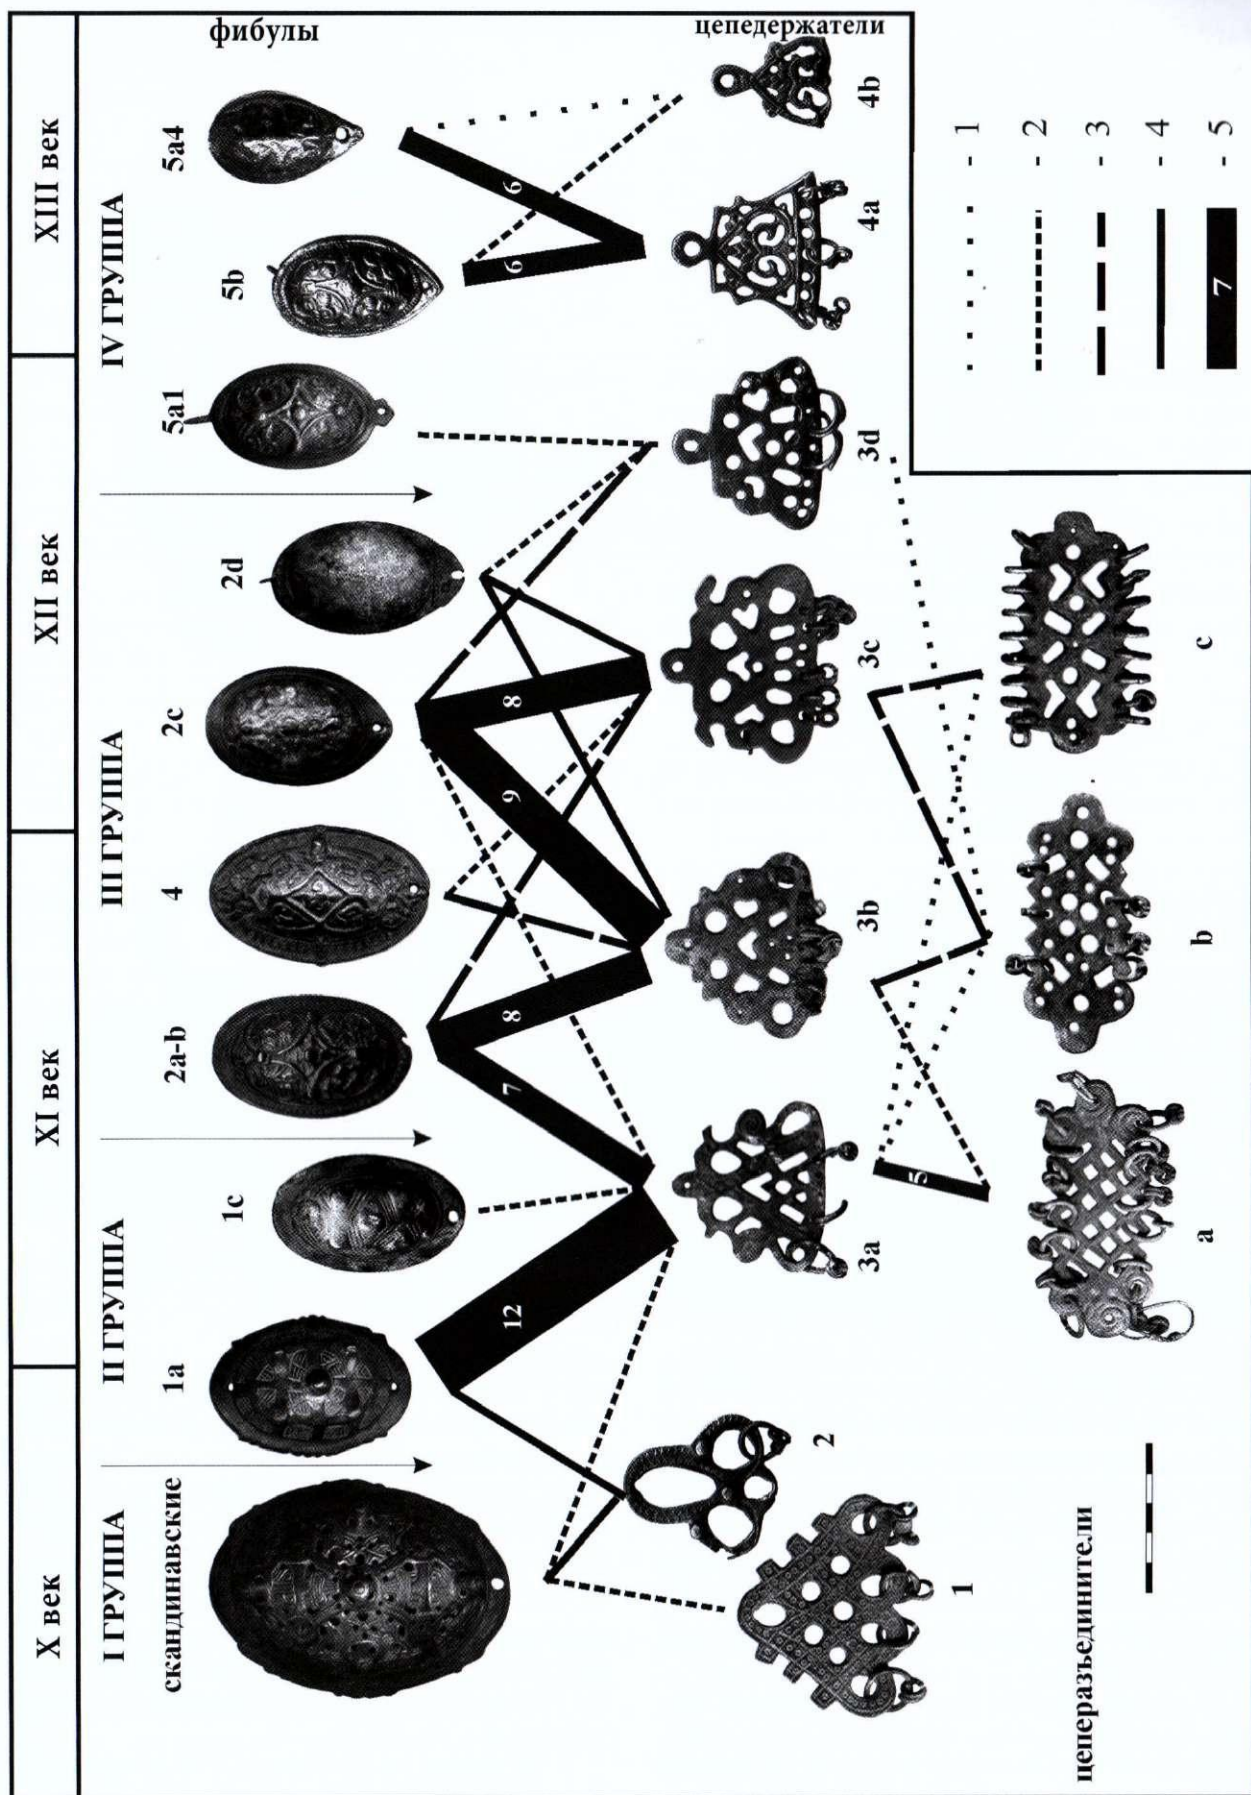 X век
XI век
XII век
XIII век
I ГРУППА
II ГРУППА
III ГРУППА
IV ГРУППА
скандинавские
1a
1c
2a-b
4
2c
2d
5a1
5b
5a4
фибулы
12
7
8
9
8
6
6
1
2
3a
3b
3c
3d
4a
4b
цепедержатели
5
a
b
c
цеперазъединители
- 1
- 2
- 3
- 4
7 - 5